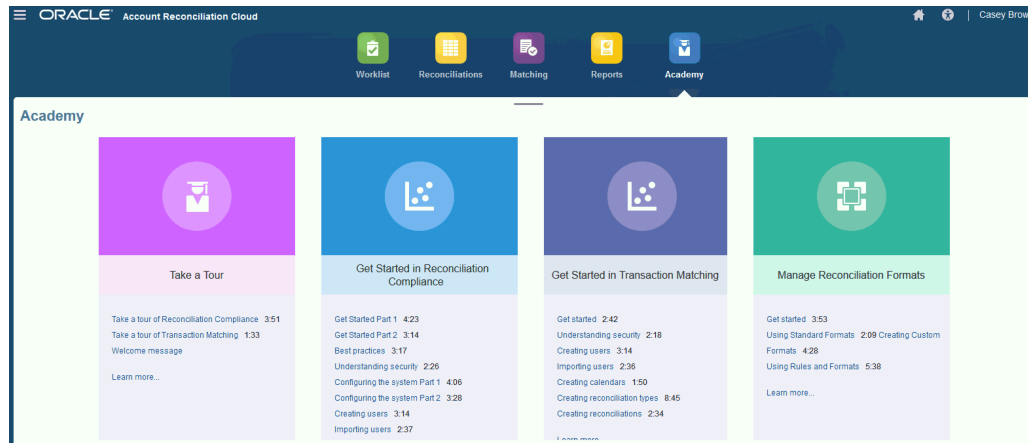 ORACLE Account Reconciliation Cloud
Casey Brow
Worklist Reconciliations Matching Reports Academy
Academy
Take a Tour
Take a tour of Reconciliation Compliance 3:51
Take a tour of Transaction Matching 1:33
Welcome message
Learn more...
Get Started in Reconciliation
Compliance
Get Started Part 1 4:23
Get Started Part 2 3:14
Best practices 3:17
Understanding security 2:26
Configuring the system Part 1 4:06
Configuring the system Part 2 3:28
Creating users 3:14
Importing users 2:37
Get Started in Transaction Matching
Get started 2:42
Understanding security 2:18
Creating users 3:14
Importing users 2:36
Creating calendars 1:50
Creating reconciliation types 8:45
Creating reconciliations 2:34
Learn more
Manage Reconciliation Formats
Get started 3:53
Using Standard Formats 2:09 Creating Custom
Formats 4:28
Using Rules and Formats 5:38
Learn more...